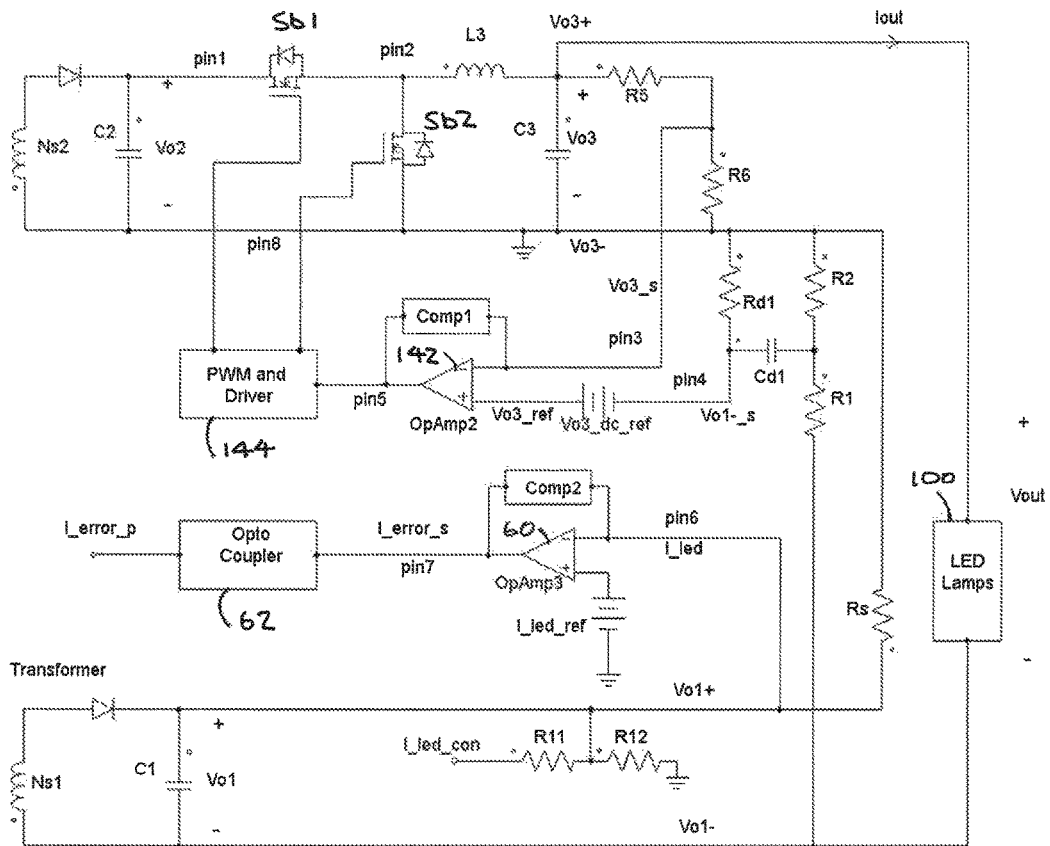 Sb1
Vo3+
Iout
pin1
pin2
L3
R5
Sb2
Ns2
C2
+
Vo2
-
C3
+
Vo3
-
R6
pin8
Vo3-
Vo3_s
Rd1
R2
Comp1
pin3
142
PWM and
Driver
pin5
+
OpAmp2
Vo3_ref
Vo3_dc_ref
pin4
Vo1-_s
Cd1
R1
144
+
Vout
-
100
LED
Lamps
Comp2
60
pin6
I_led
I_error_p
Opto
Coupler
I_error_s
pin7
+
OpAmp3
I_led_ref
62
Rs
Transformer
Vo1+
+
I_led_con
R11
R12
Ns1
C1
Vo1
-
Vo1-